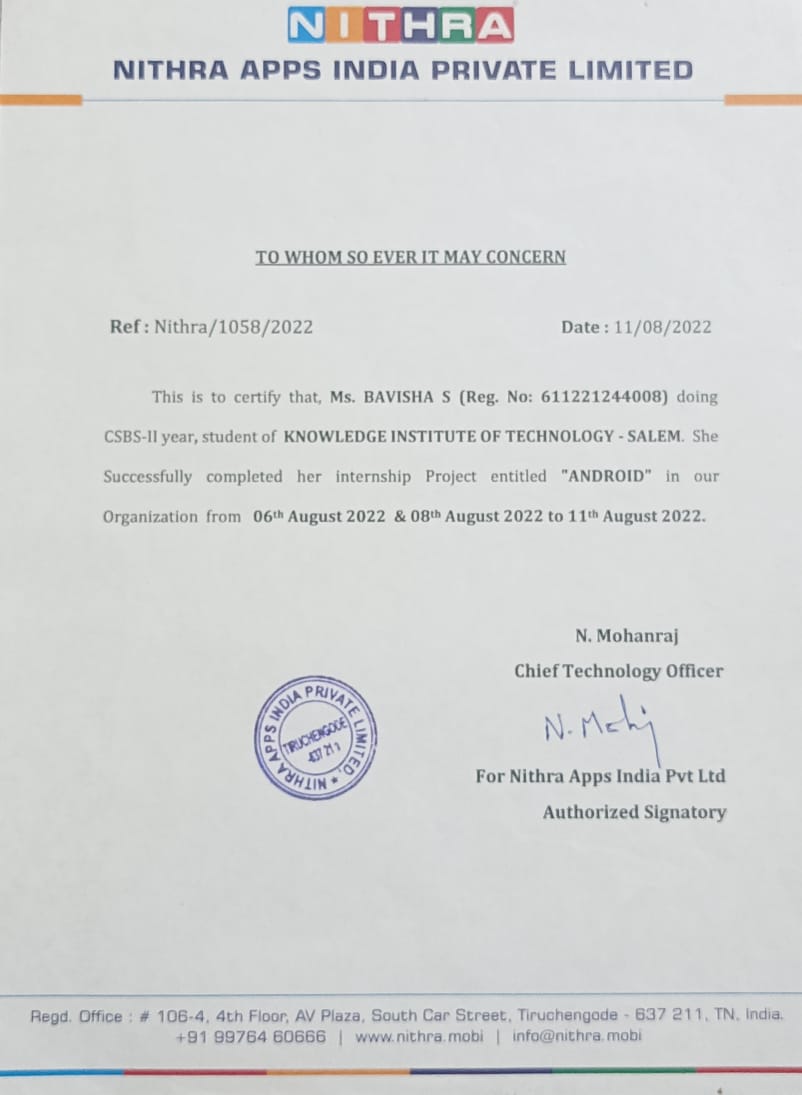 NITHRA
NITHRA APPS INDIA PRIVATE LIMITED
TO WHOM SO EVER IT MAY CONCERN
Ref : Nithra/1058/2022 Date : 11/08/2022
This is to certify that, Ms. BAVISHA S (Reg. No: 611221244008) doing
CSBS-II year, student of KNOWLEDGE INSTITUTE OF TECHNOLOGY - SALEM. She
Successfully completed her internship Project entitled "ANDROID" in our
Organization from 06th August 2022 & 08th August 2022 to 11th August 2022.
N. Mohanraj
Chief Technology Officer
N. Mohj
NITHRA APPS INDIA PRIVATE LIMITED. *
TIRUCHENGODE
637 211
For Nithra Apps India Pvt Ltd
Authorized Signatory
Regd. Office : # 106-4, 4th Floor, AV Plaza, South Car Street, Tiruchengode - 637 211, TN, India.
+91 99764 60666 | www.nithra.mobi | info@nithra.mobi